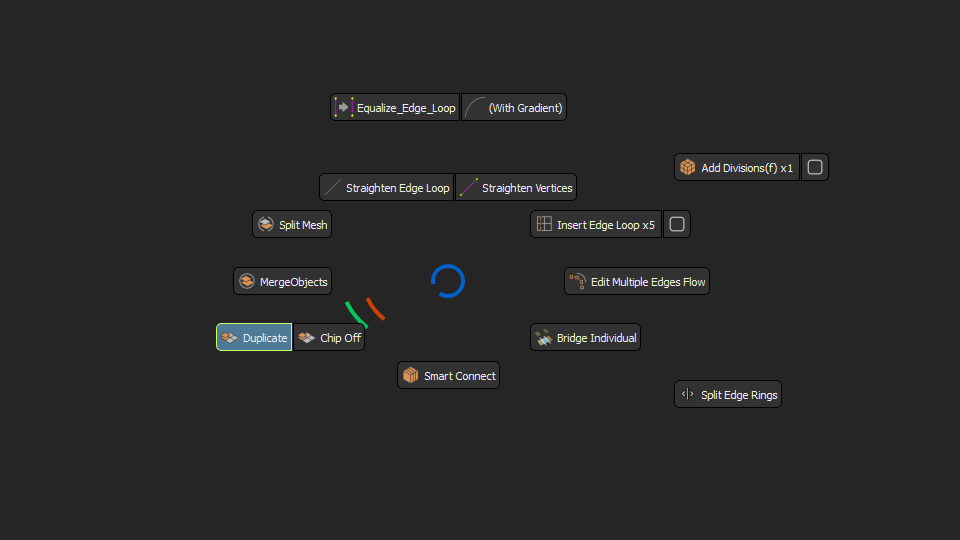 Equalize_Edge_Loop
(With Gradient)
Add Divisions(f) x1
Straighten Edge Loop
Straighten Vertices
Split Mesh
Insert Edge Loop x5
MergeObjects
Edit Multiple Edges Flow
Duplicate
Chip Off
Bridge Individual
Smart Connect
Split Edge Rings